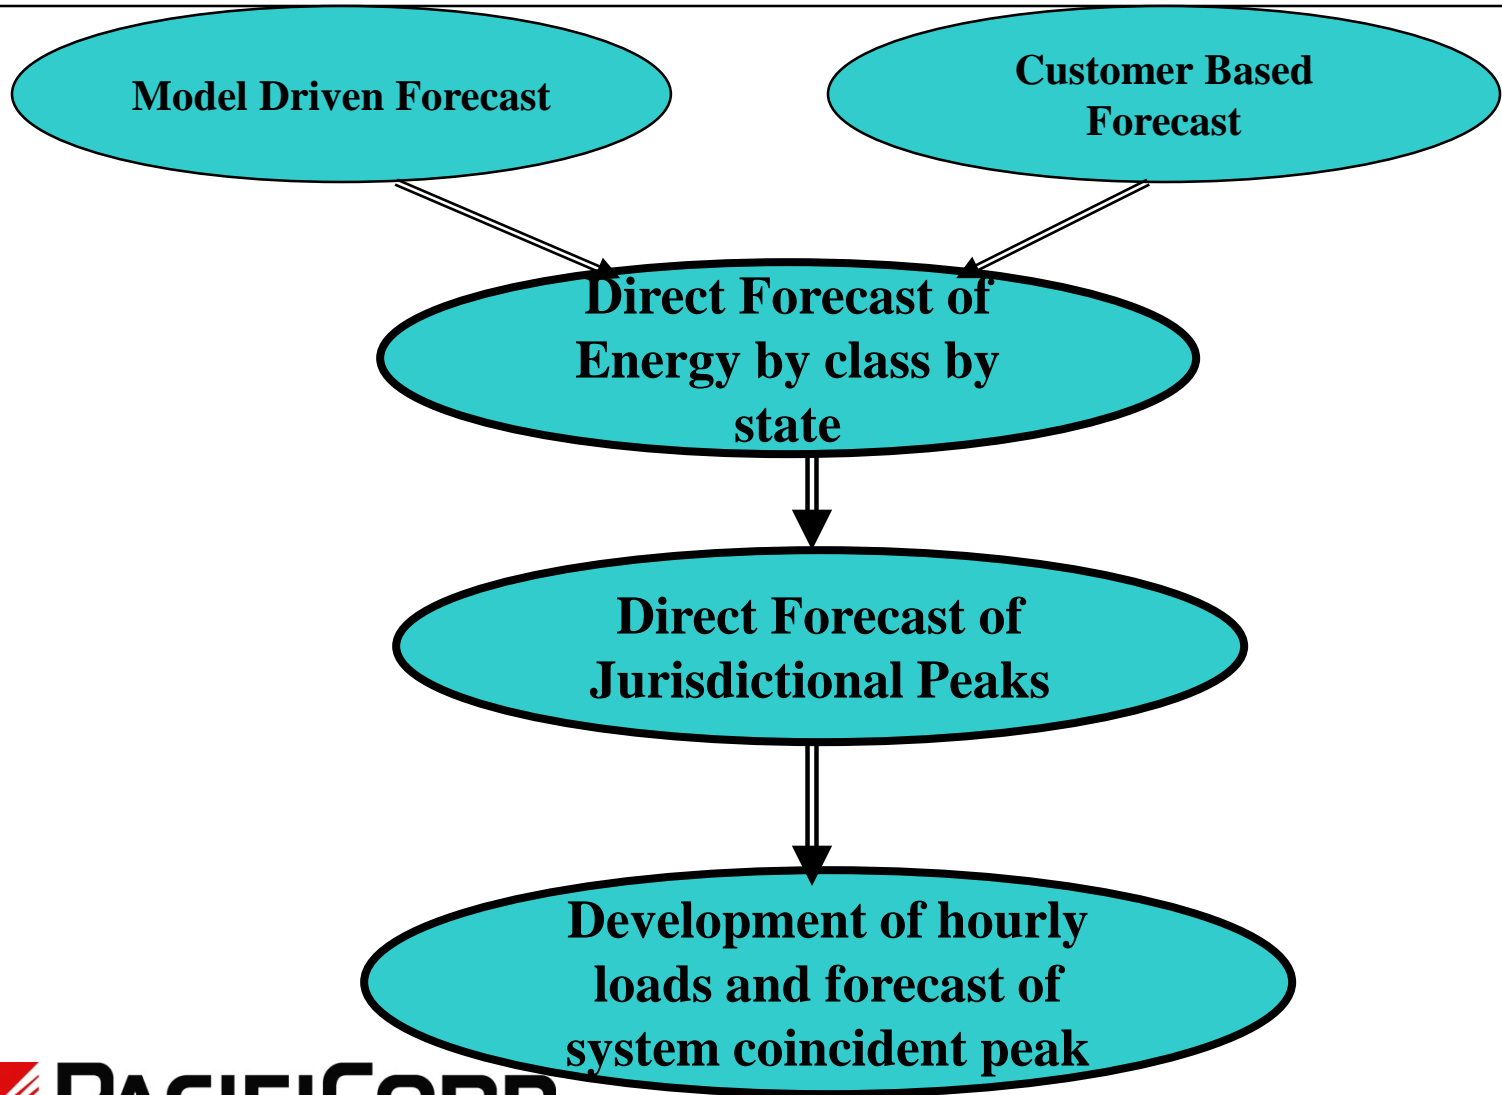 Model Driven Forecast
Customer Based
Forecast
Direct Forecast of
Energy by class by
state
Direct Forecast of
Jurisdictional Peaks
Development of hourly
loads and forecast of
system coincident peak
PACIFICORP